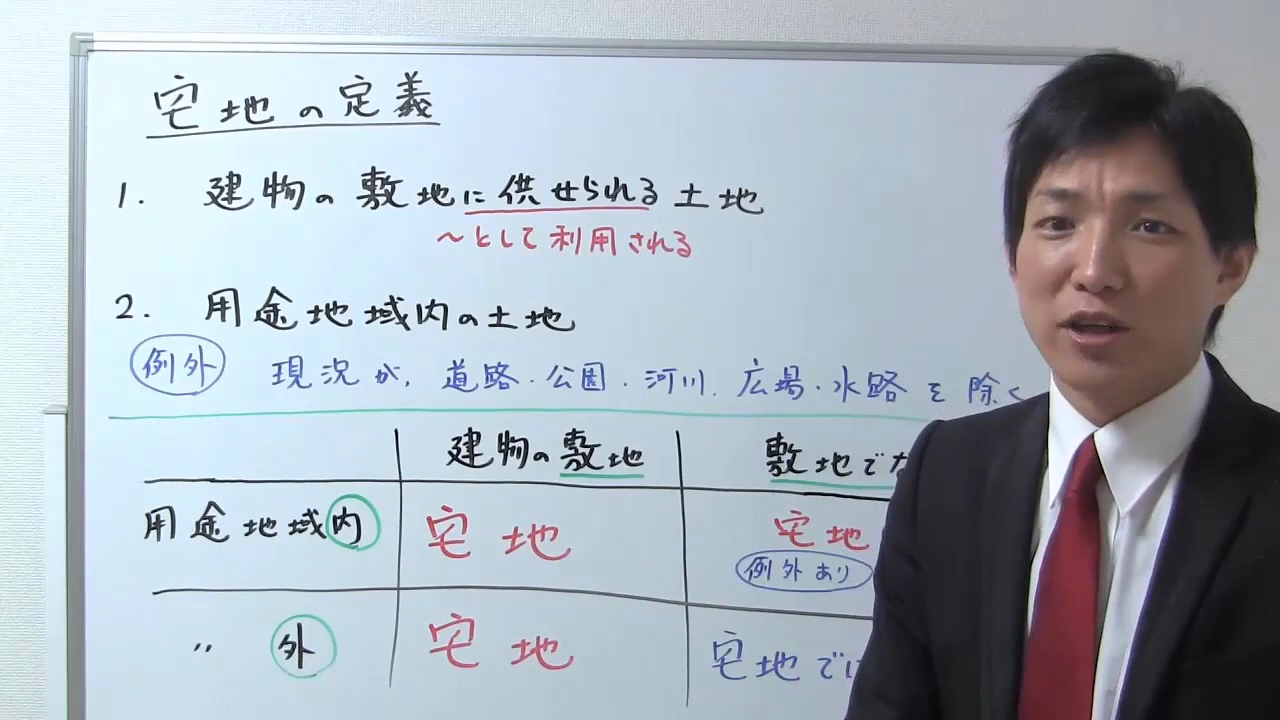 宅地の定義
1. 建物の敷地に供せられる土地
〜として利用される
2. 用途地域内の土地
例外 現況が、道路・公園・河川、広場・水路を除く
建物の敷地 敷地でな
用途地域内 宅地 宅地
例外あり
〃 外 宅地 宅地では